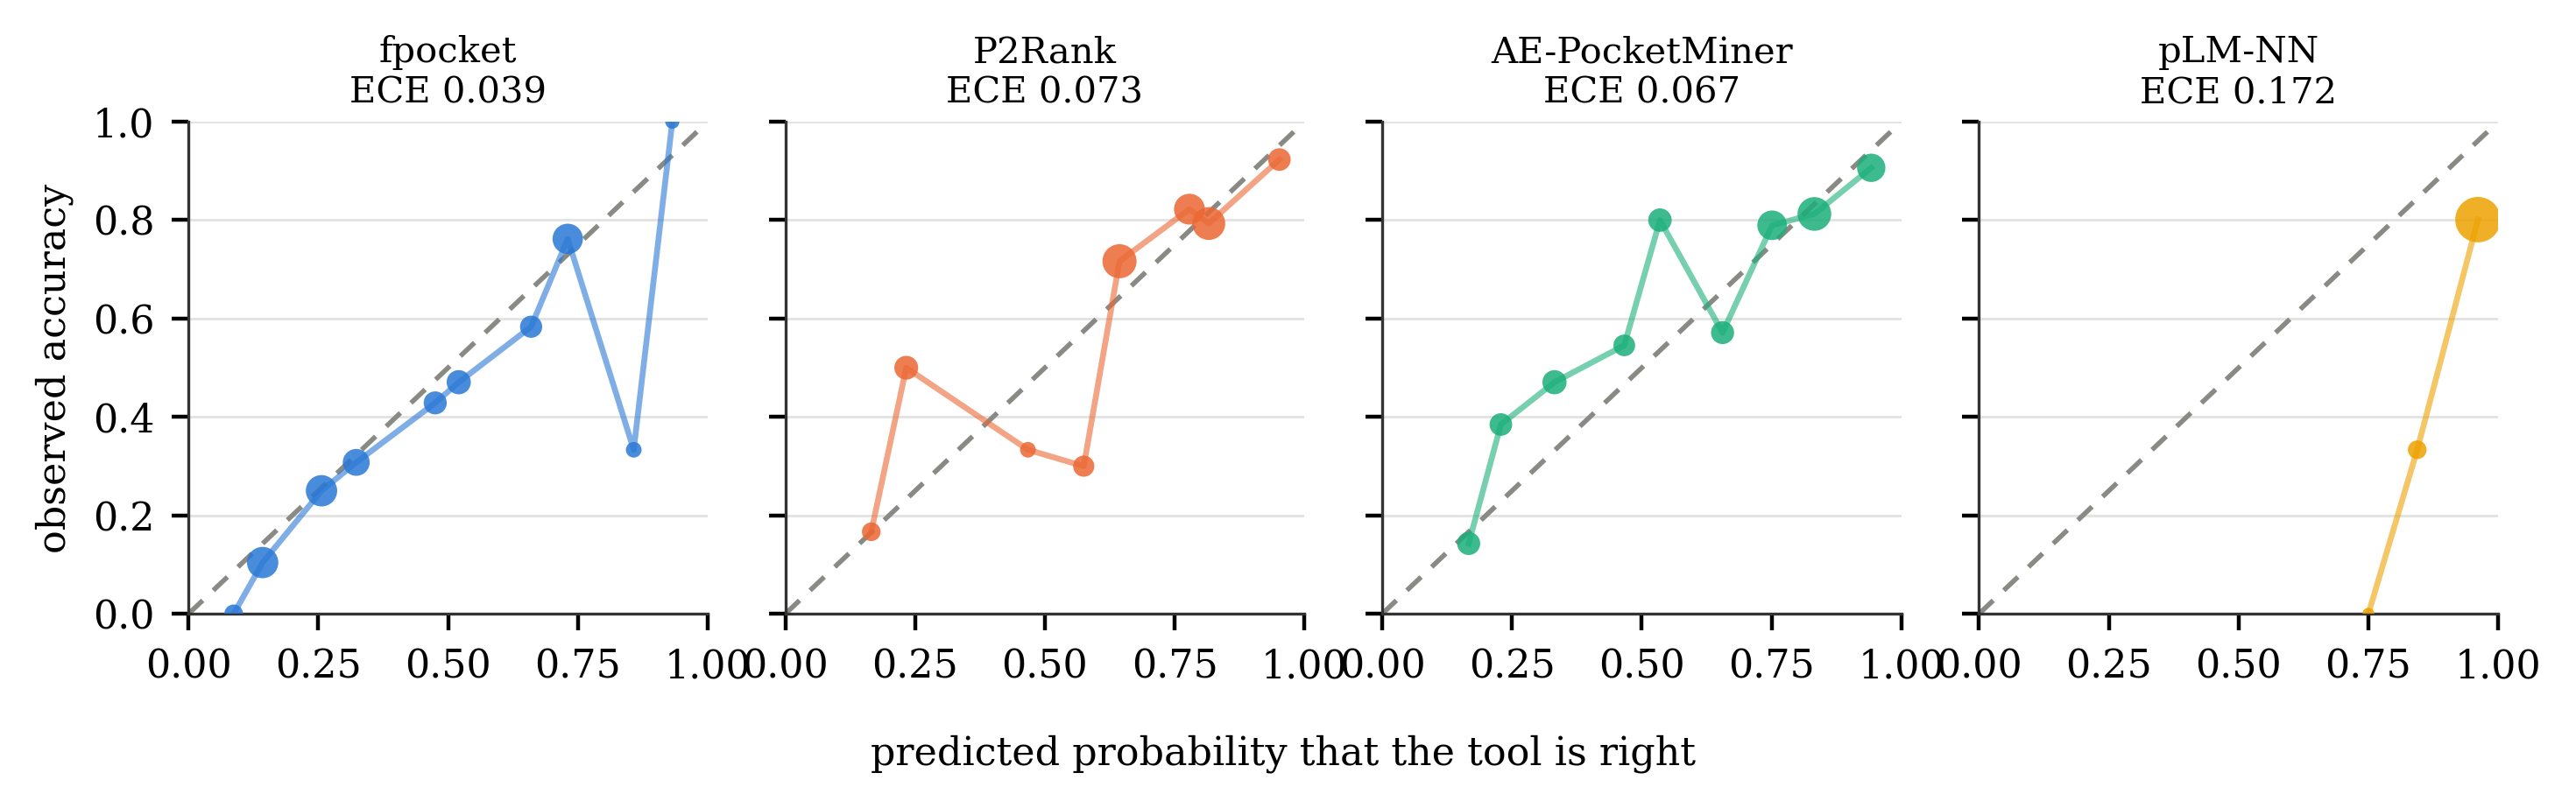 fpocket
ECE 0.039
P2Rank
ECE 0.073
AE-PocketMiner
ECE 0.067
pLM-NN
ECE 0.172
observed accuracy
1.0
0.8
0.6
0.4
0.2
0.0
0.00 0.25 0.50 0.75 1.00
0.00 0.25 0.50 0.75 1.00
0.00 0.25 0.50 0.75 1.00
0.00 0.25 0.50 0.75 1.00
predicted probability that the tool is right